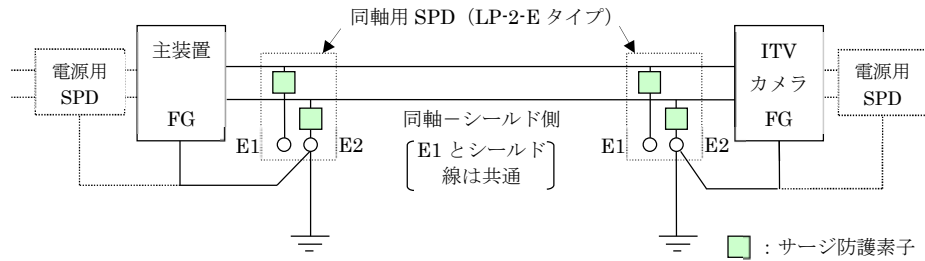 同軸用 SPD（LP-2-E タイプ）
主装置
FG
電源用
SPD
E1
E2
同軸－シールド側
E1 とシールド
線は共通
E1
E2
ITV
カメラ
FG
電源用
SPD
：サージ防護素子